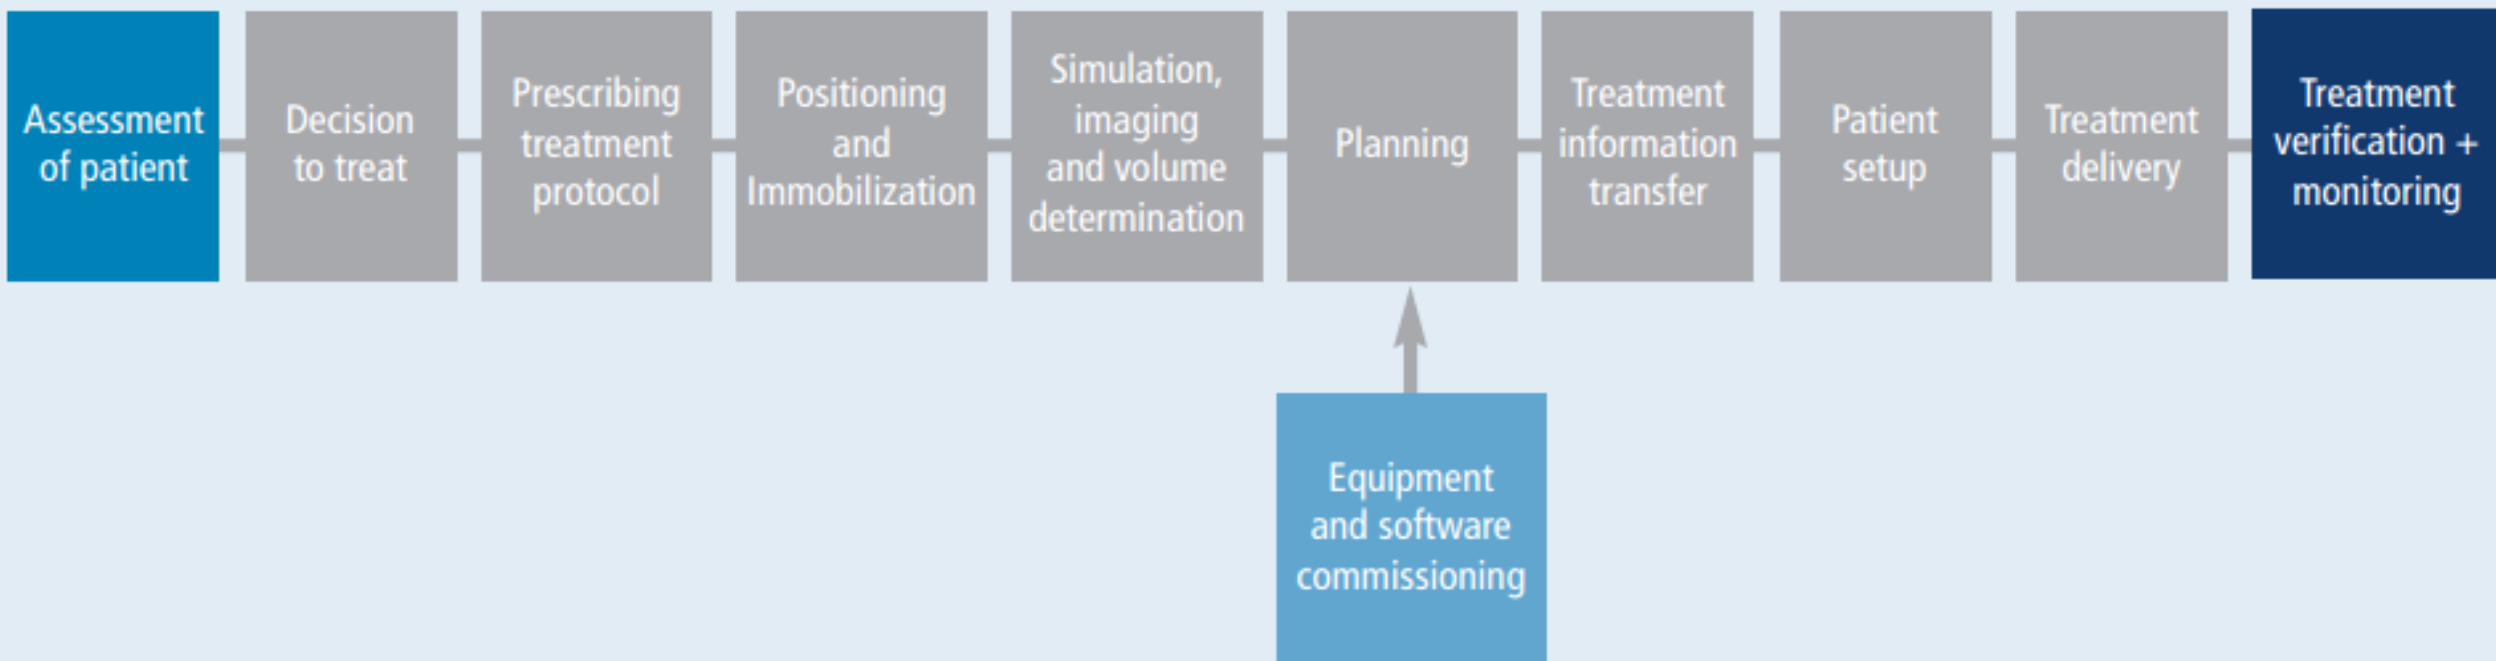 Assessment
of patient
Decision
to treat
Prescribing
treatment
protocol
Positioning
and
Immobilization
Simulation,
imaging
and volume
determination
Planning
Treatment
information
transfer
Patient
setup
Treatment
delivery
Treatment
verification +
monitoring
Equipment
and software
commissioning